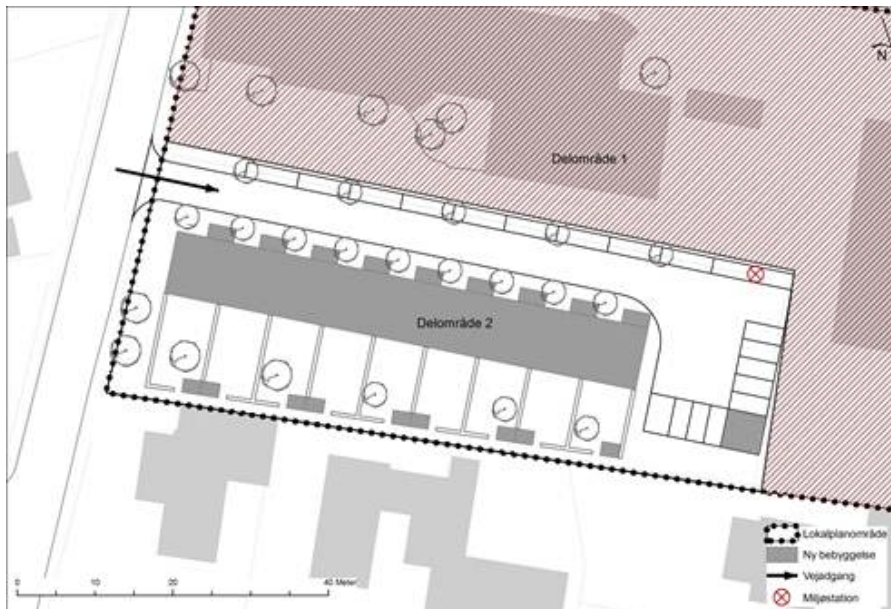 N
Delområde 1
Delområde 2
Lokalplanområde
Ny bebyggelse
Vejadgang
Miljøstation
0 10 20 40 Meter